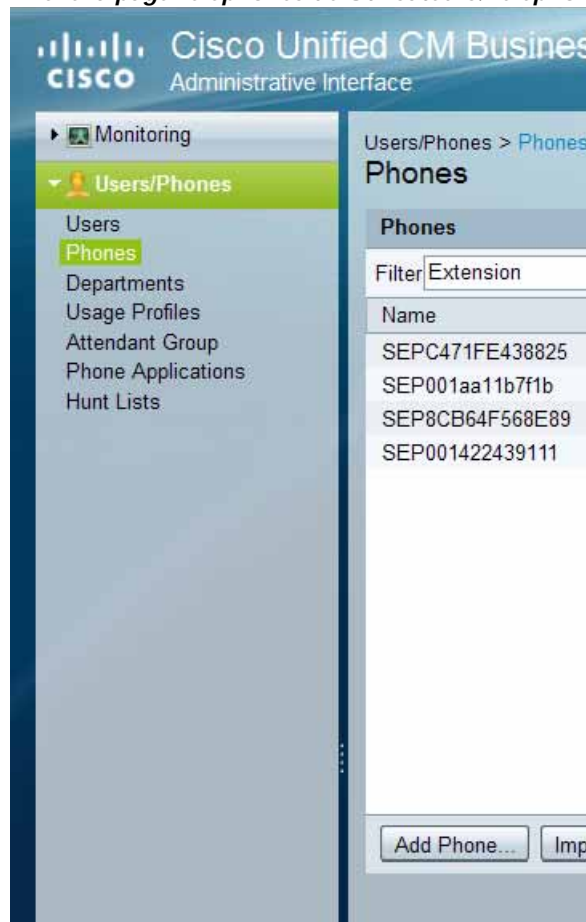 CISCO
Cisco Unified CM Busines
Administrative Interface
Monitoring
Users/Phones
Users
Phones
Departments
Usage Profiles
Attendant Group
Phone Applications
Hunt Lists
Users/Phones > Phones
Phones
Phones
Filter Extension
Name
SEPC471FE438825
SEP001aa11b7f1b
SEP8CB64F568E89
SEP001422439111
Add Phone...
Imp